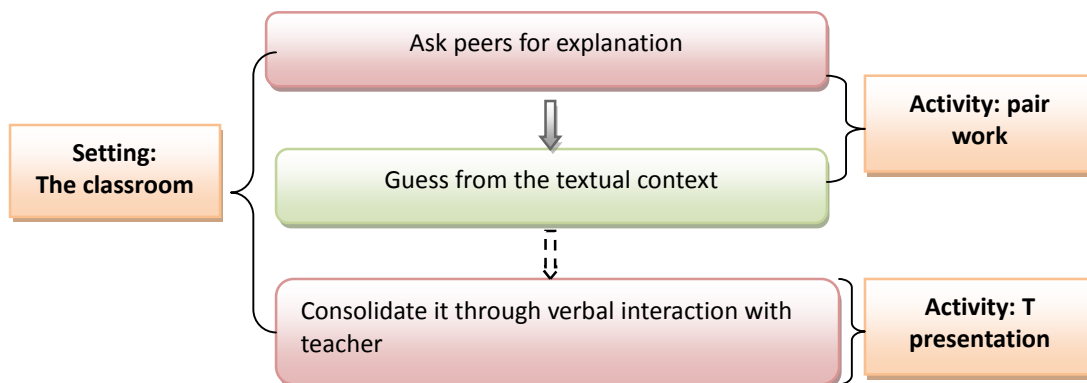 Ask peers for explanation
Activity: pair
work
Setting:
The classroom
Guess from the textual context
Consolidate it through verbal interaction with
teacher
Activity: T
presentation